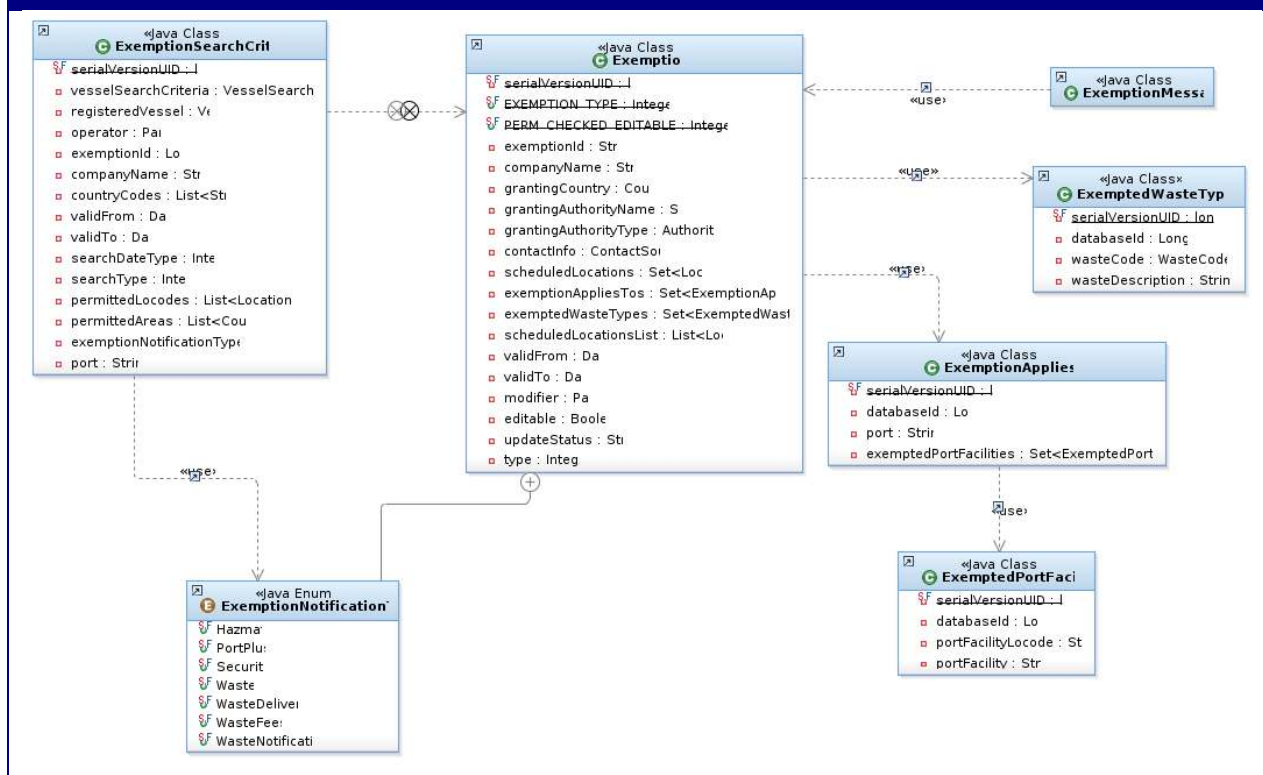 «Java Class
ExemptionSearchCrit
serialVersionUID : l
vesselSearchCriteria : VesselSearch
registeredVessel : Ve
operator : Par
exemptionId : Lo
companyName : Str
countryCodes : List<Str
validFrom : Da
validTo : Da
searchDateType : Inte
searchType : Inte
permittedLocodes : List<Location
permittedAreas : List<Cou
exemptionNotificationType
port : Strin
«Java Class
Exemptio
serialVersionUID : l
EXEMPTION_TYPE : Intege
PERM_CHECKED_EDITABLE : Intege
exemptionId : Str
companyName : Str
grantingCountry : Cou
grantingAuthorityName : S
grantingAuthorityType : Authorit
contactInfo : ContactSou
scheduledLocations : Set<Loc
exemptionAppliesTos : Set<ExemptionAp
exemptedWasteTypes : Set<ExemptedWast
scheduledLocationsList : List<Loc
validFrom : Da
validTo : Da
modifier : Pa
editable : Boole
updateStatus : Str
type : Integ
«Java Class
ExemptionMessa
«use»
«use»
«Java Class»
ExemptedWasteTyp
serialVersionUID : lon
databaseId : Long
wasteCode : WasteCode
wasteDescription : Strin
«use»
«Java Class
ExemptionApplies
serialVersionUID : l
databaseId : Lo
port : Strin
exemptedPortFacilities : Set<ExemptedPort
«use»
«use»
«Java Class
ExemptedPortFaci
serialVersionUID : l
databaseId : Lo
portFacilityLocode : St
portFacility : Str
«Java Enum
ExemptionNotification
Hazma
PortPlu
Securit
Waste
WasteDeliver
WasteFee
WasteNotificati